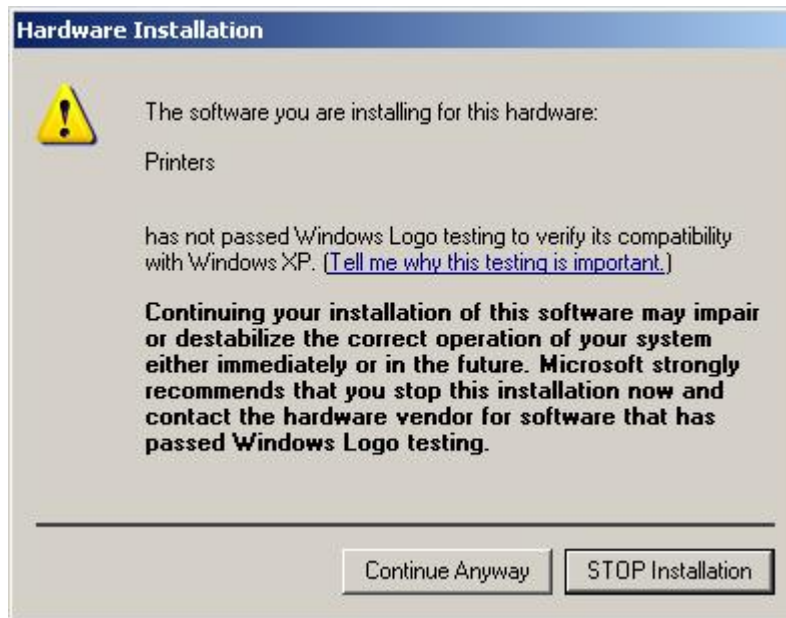 Hardware Installation
The software you are installing for this hardware:
Printers
has not passed Windows Logo testing to verify its compatibility
with Windows XP. (Tell me why this testing is important.)
Continuing your installation of this software may impair
or destabilize the correct operation of your system
either immediately or in the future. Microsoft strongly
recommends that you stop this installation now and
contact the hardware vendor for software that has
passed Windows Logo testing.
Continue Anyway
STOP Installation